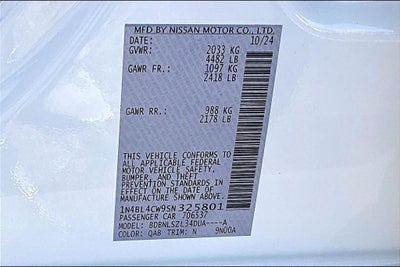 MFD BY NISSAN MOTOR CO., LTD.
DATE: 10/24
GVWR: 2033 KG
4482 LB
GAWR FR.: 1097 KG
2418 LB
GAWR RR.: 988 KG
2178 LB
THIS VEHICLE CONFORMS TO
ALL APPLICABLE FEDERAL
MOTOR VEHICLE SAFETY,
BUMPER, AND THEFT
PREVENTION STANDARDS IN
EFFECT ON THE DATE OF
MANUFACTURE SHOWN ABOVE.
1N4BL4CW9SN325801
PASSENGER CAR 706537
MODEL: BDBNLSZL34DUA----A
COLOR: QAB TRIM: N 9N00A